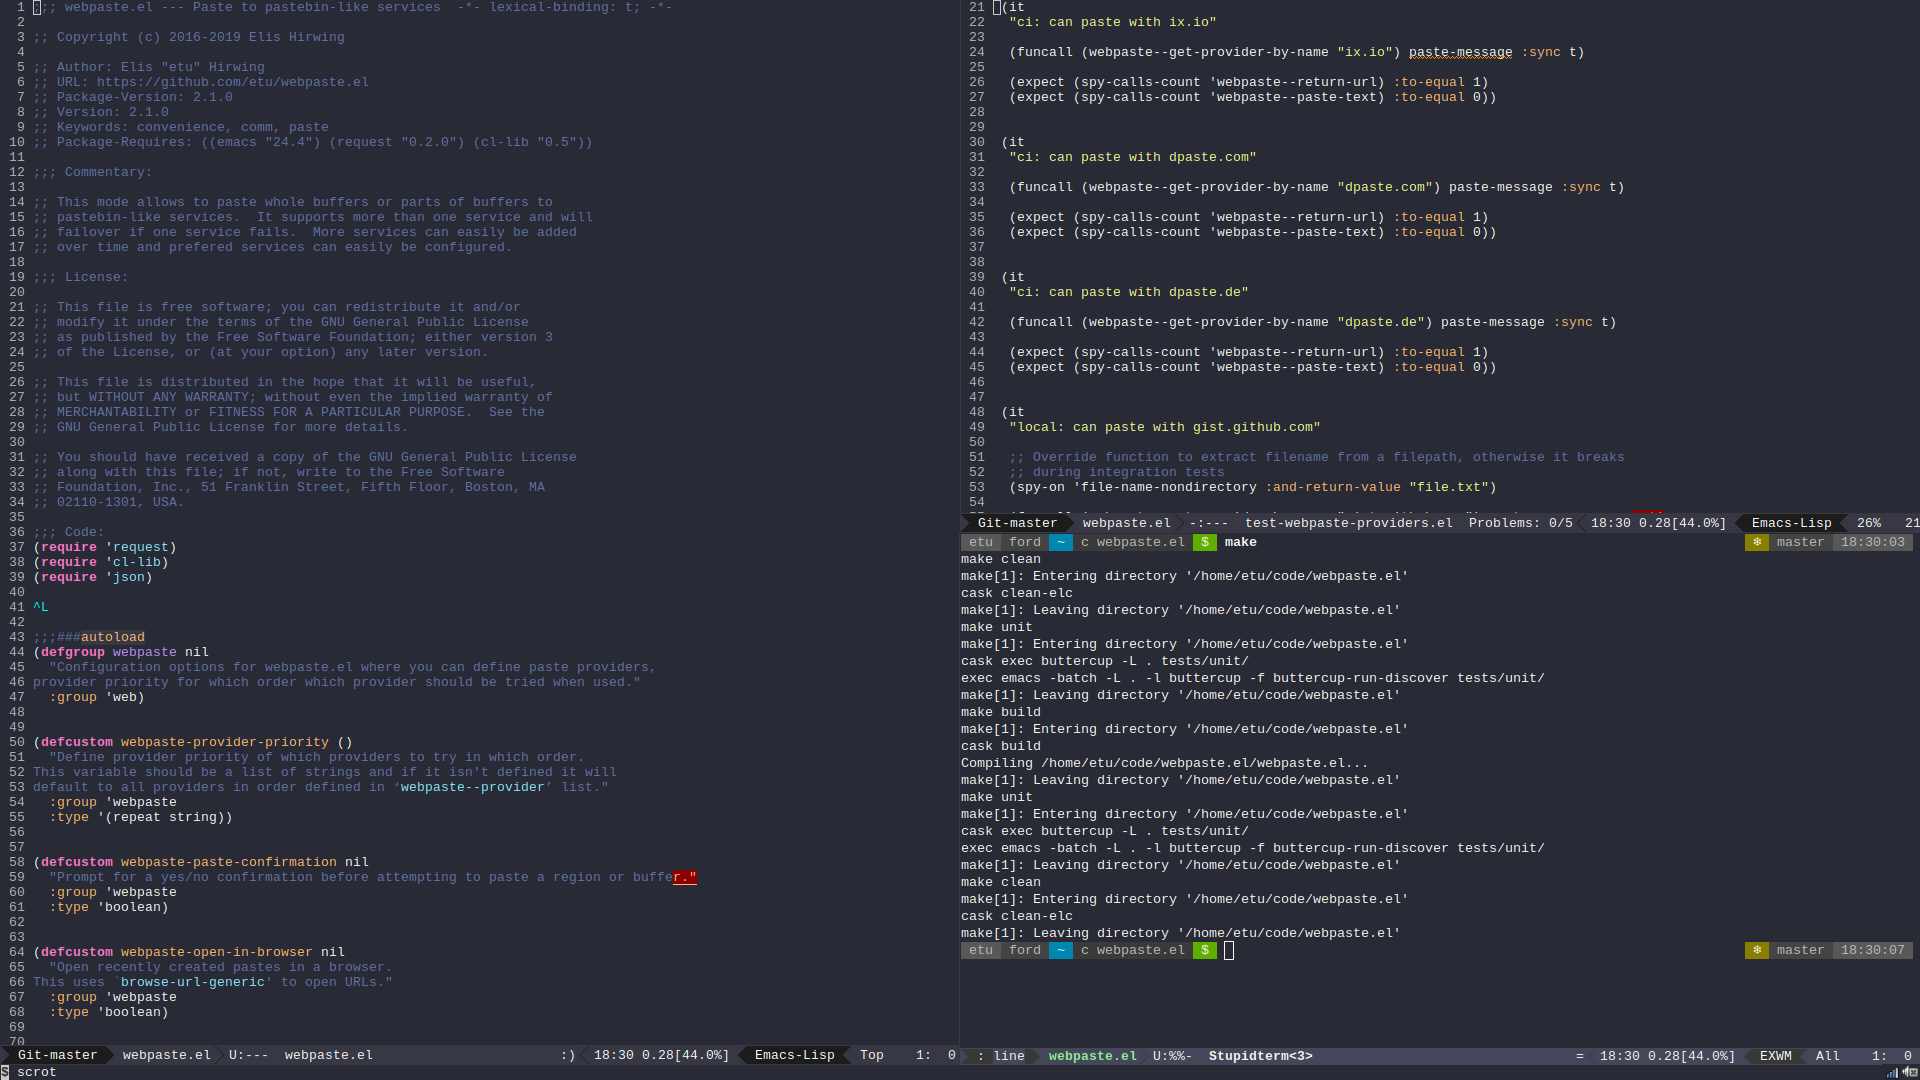 1 ;;; webpaste.el --- Paste to pastebin-like services  -*- lexical-binding: t; -*-
2
3 ;; Copyright (c) 2016-2019 Elis Hirwing
4
5 ;; Author: Elis "etu" Hirwing
6 ;; URL: https://github.com/etu/webpaste.el
7 ;; Package-Version: 2.1.0
8 ;; Version: 2.1.0
9 ;; Keywords: convenience, comm, paste
10 ;; Package-Requires: ((emacs "24.4") (request "0.2.0") (cl-lib "0.5"))
11
12 ;;; Commentary:
13
14 ;; This mode allows to paste whole buffers or parts of buffers to
15 ;; pastebin-like services.  It supports more than one service and will
16 ;; failover if one service fails.  More services can easily be added
17 ;; over time and prefered services can easily be configured.
18
19 ;;; License:
20
21 ;; This file is free software; you can redistribute it and/or
22 ;; modify it under the terms of the GNU General Public License
23 ;; as published by the Free Software Foundation; either version 3
24 ;; of the License, or (at your option) any later version.
25
26 ;; This file is distributed in the hope that it will be useful,
27 ;; but WITHOUT ANY WARRANTY; without even the implied warranty of
28 ;; MERCHANTABILITY or FITNESS FOR A PARTICULAR PURPOSE.  See the
29 ;; GNU General Public License for more details.
30
31 ;; You should have received a copy of the GNU General Public License
32 ;; along with this file; if not, write to the Free Software
33 ;; Foundation, Inc., 51 Franklin Street, Fifth Floor, Boston, MA
34 ;; 02110-1301, USA.
35
36 ;;; Code:
37 (require 'request)
38 (require 'cl-lib)
39 (require 'json)
40
41 ^L
42
43 ;;;###autoload
44 (defgroup webpaste nil
45   "Configuration options for webpaste.el where you can define paste providers,
46 provider priority for which order which provider should be tried when used."
47   :group 'web)
48
49
50 (defcustom webpaste-provider-priority ()
51   "Define provider priority of which providers to try in which order.
52 This variable should be a list of strings and if it isn't defined it will
53 default to all providers in order defined in ‘webpaste--provider’ list."
54   :group 'webpaste
55   :type '(repeat string))
56
57
58 (defcustom webpaste-paste-confirmation nil
59   "Prompt for a yes/no confirmation before attempting to paste a region or buffer."
60   :group 'webpaste
61   :type 'boolean)
62
63
64 (defcustom webpaste-open-in-browser nil
65   "Open recently created pastes in a browser.
66 This uses `browse-url-generic' to open URLs."
67   :group 'webpaste
68   :type 'boolean)
69
70
Git-master webpaste.el U:--- webpaste.el :) 18:30 0.28[44.0%] Emacs-Lisp Top 1: 0
$ scrot
21 (it
22  "ci: can paste with ix.io"
23
24  (funcall (webpaste--get-provider-by-name "ix.io") paste-message :sync t)
25
26  (expect (spy-calls-count 'webpaste--return-url) :to-equal 1)
27  (expect (spy-calls-count 'webpaste--paste-text) :to-equal 0))
28
29
30 (it
31  "ci: can paste with dpaste.com"
32
33  (funcall (webpaste--get-provider-by-name "dpaste.com") paste-message :sync t)
34
35  (expect (spy-calls-count 'webpaste--return-url) :to-equal 1)
36  (expect (spy-calls-count 'webpaste--paste-text) :to-equal 0))
37
38
39 (it
40  "ci: can paste with dpaste.de"
41
42  (funcall (webpaste--get-provider-by-name "dpaste.de") paste-message :sync t)
43
44  (expect (spy-calls-count 'webpaste--return-url) :to-equal 1)
45  (expect (spy-calls-count 'webpaste--paste-text) :to-equal 0))
46
47
48 (it
49  "local: can paste with gist.github.com"
50
51  ;; Override function to extract filename from a filepath, otherwise it breaks
52  ;; during integration tests
53  (spy-on 'file-name-nondirectory :and-return-value "file.txt")
54
Git-master webpaste.el -:--- test-webpaste-providers.el Problems: 0/5 18:30 0.28[44.0%] Emacs-Lisp 26% 21
etu ford ~ c webpaste.el $ make ❄ master 18:30:03
make clean
make[1]: Entering directory '/home/etu/code/webpaste.el'
cask clean-elc
make[1]: Leaving directory '/home/etu/code/webpaste.el'
make unit
make[1]: Entering directory '/home/etu/code/webpaste.el'
cask exec buttercup -L . tests/unit/
exec emacs -batch -L . -l buttercup -f buttercup-run-discover tests/unit/
make[1]: Leaving directory '/home/etu/code/webpaste.el'
make build
make[1]: Entering directory '/home/etu/code/webpaste.el'
cask build
Compiling /home/etu/code/webpaste.el/webpaste.el...
make[1]: Leaving directory '/home/etu/code/webpaste.el'
make unit
make[1]: Entering directory '/home/etu/code/webpaste.el'
cask exec buttercup -L . tests/unit/
exec emacs -batch -L . -l buttercup -f buttercup-run-discover tests/unit/
make[1]: Leaving directory '/home/etu/code/webpaste.el'
make clean
make[1]: Entering directory '/home/etu/code/webpaste.el'
cask clean-elc
make[1]: Leaving directory '/home/etu/code/webpaste.el'
etu ford ~ c webpaste.el $ ❄ master 18:30:07
: line webpaste.el U:%%- Stupidterm<3> = 18:30 0.28[44.0%] EXWM All 1: 0